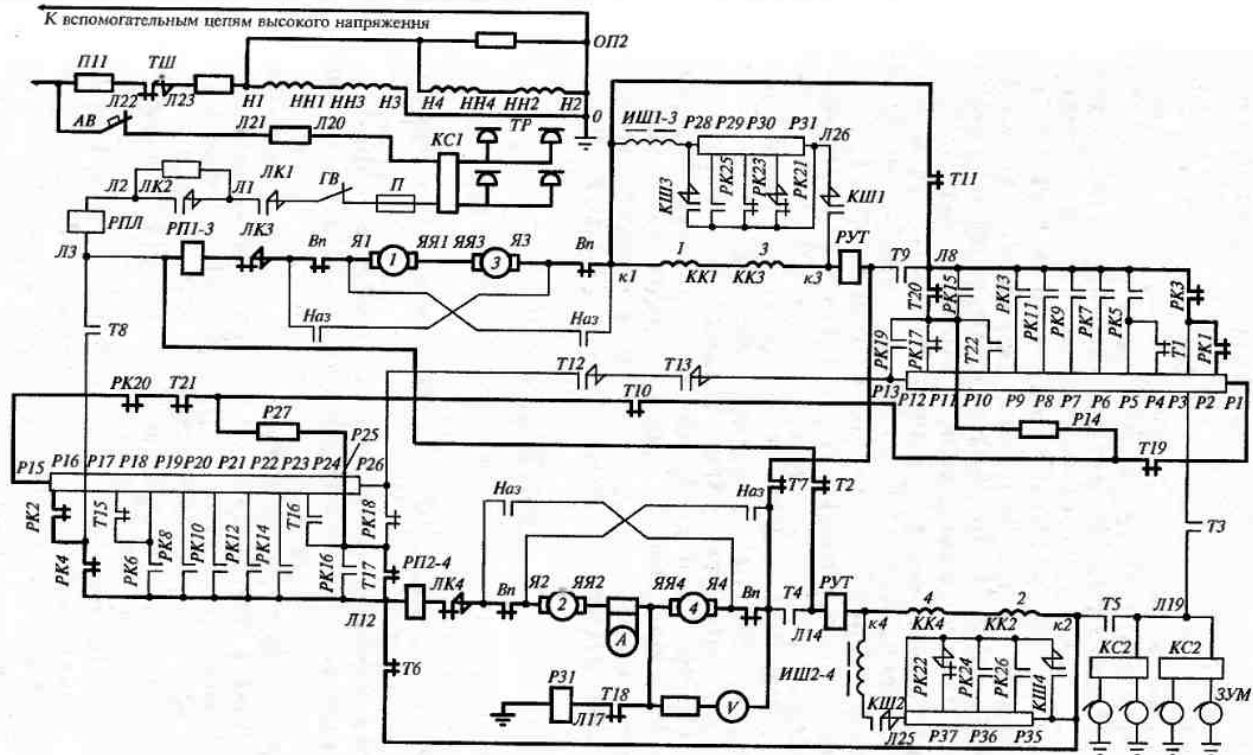 К вспомогательным цепям высокого напряжения
ОП2
П11 ТШ
Л22 Л23 Н1 НН1 НН3 Н3 Н4 НН4 НН2 Н2 0
АВ Л21 Л20 КС1 ТР
ИШ1-3 Р28 Р29 Р30 Р31 Л26
КШ3 РК25 РК23 РК21 КШ1
Т11
Л2 ЛК2 Л1 ЛК1 ГВ П
РПЛ
Л3 РП1-3 ЛК3 Вп Я1 ЯЯ1 ЯЯ3 Я3 Вп
1 3
к1 1 КК1 3 КК3 к3 РУТ Т9 Л8
Т20 РК15 РК13 РК11 РК9 РК7 РК5 РК3
Наз Наз
Т8
РК19 РК17 Т22 Т1 РК1
Т12 Т13
Р13 Р12 Р11 Р10 Р9 Р8 Р7 Р6 Р5 Р4 Р3 Р2 Р1
РК20 Т21 Т10
Р27 Р14
Р25 Т19
Р15 Р16 Р17 Р18 Р19 Р20 Р21 Р22 Р23 Р24 Р26
Наз Наз Т7 Т2
РК2 Т15 Т16 РК18
Т3
РК4 РК6 РК8 РК10 РК12 РК14 РК16 Т17
РП2-4 ЛК4 Вп Я2 ЯЯ2 ЯЯ4 Я4 Вп Т4 РУТ
2 А 4
Л12 Л14 к4 4 КК4 2 КК2 к2 Т5 Л19
Т6
ИШ2-4 РК22 РК24 РК26 КШ4 КС2 КС2
Р31 Т18 Л17 V
КШ2 Л25 Р37 Р36 Р35 ЗУМ